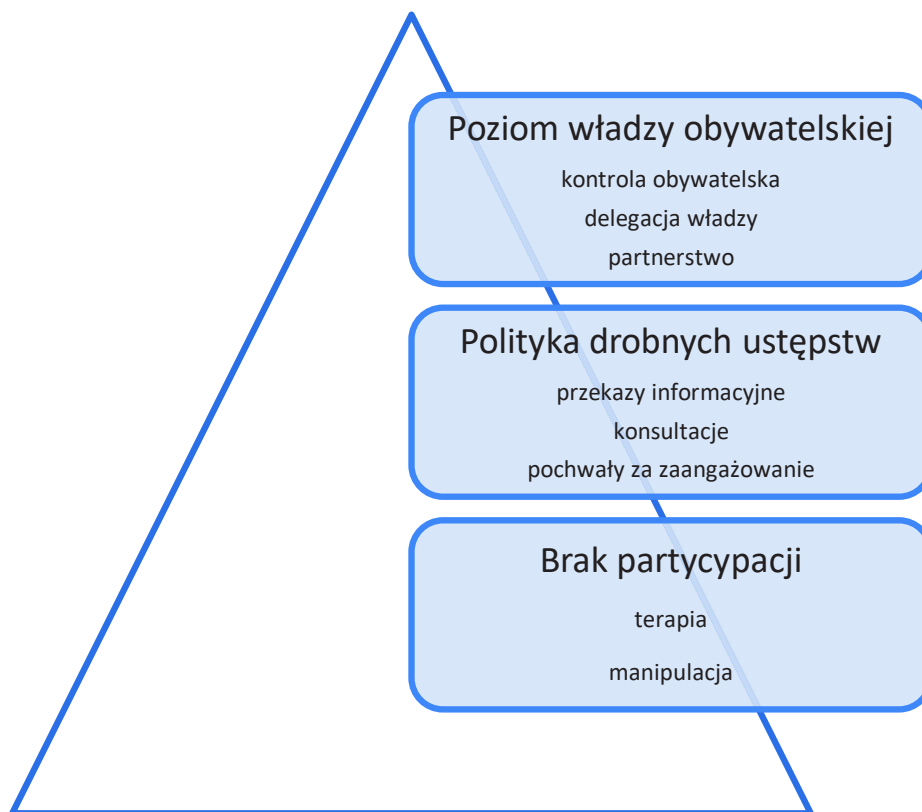 Poziom władzy obywatelskiej
kontrola obywatelska
delegacja władzy
partnerstwo
Polityka drobnych ustępstw
przekazy informacyjne
konsultacje
pochwały za zaangażowanie
Brak partycypacji
terapia
manipulacja